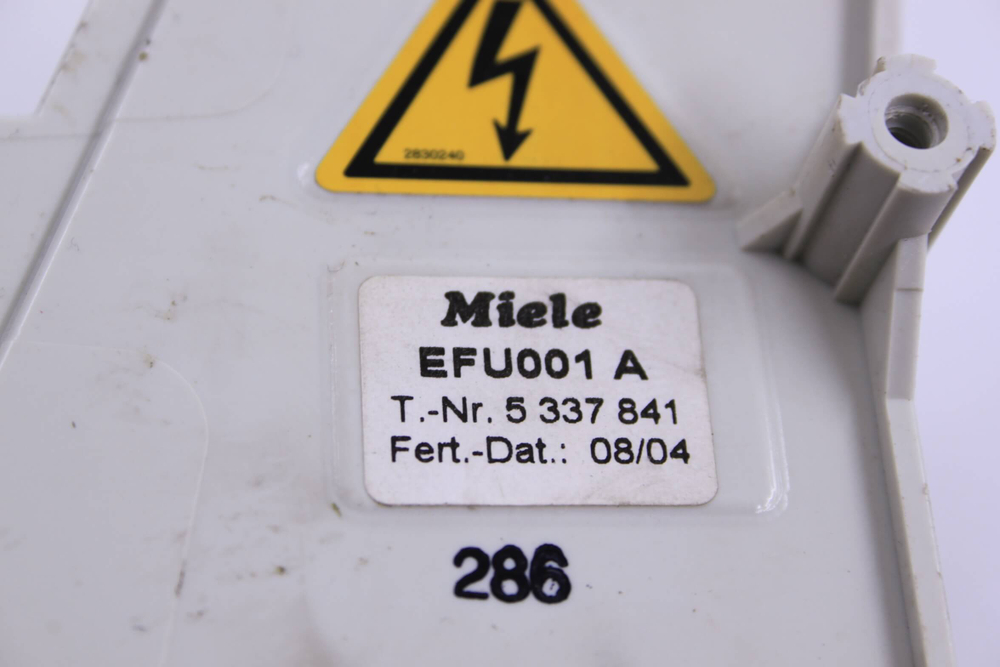 2830240
Miele
EFU001 A
T.-Nr. 5 337 841
Fert.-Dat.: 08/04
286